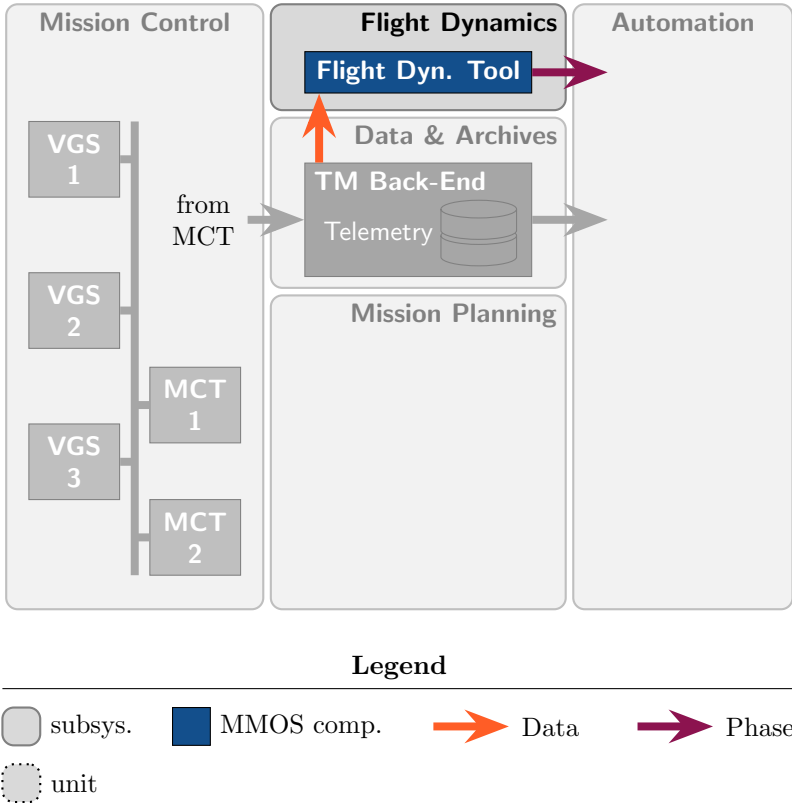 Mission Control
Flight Dynamics
Automation
Flight Dyn. Tool
Data & Archives
VGS
1
TM Back-End
from
MCT
Telemetry
VGS
2
Mission Planning
MCT
1
VGS
3
MCT
2
Legend
subsys.
MMOS comp.
Data
Phase
unit